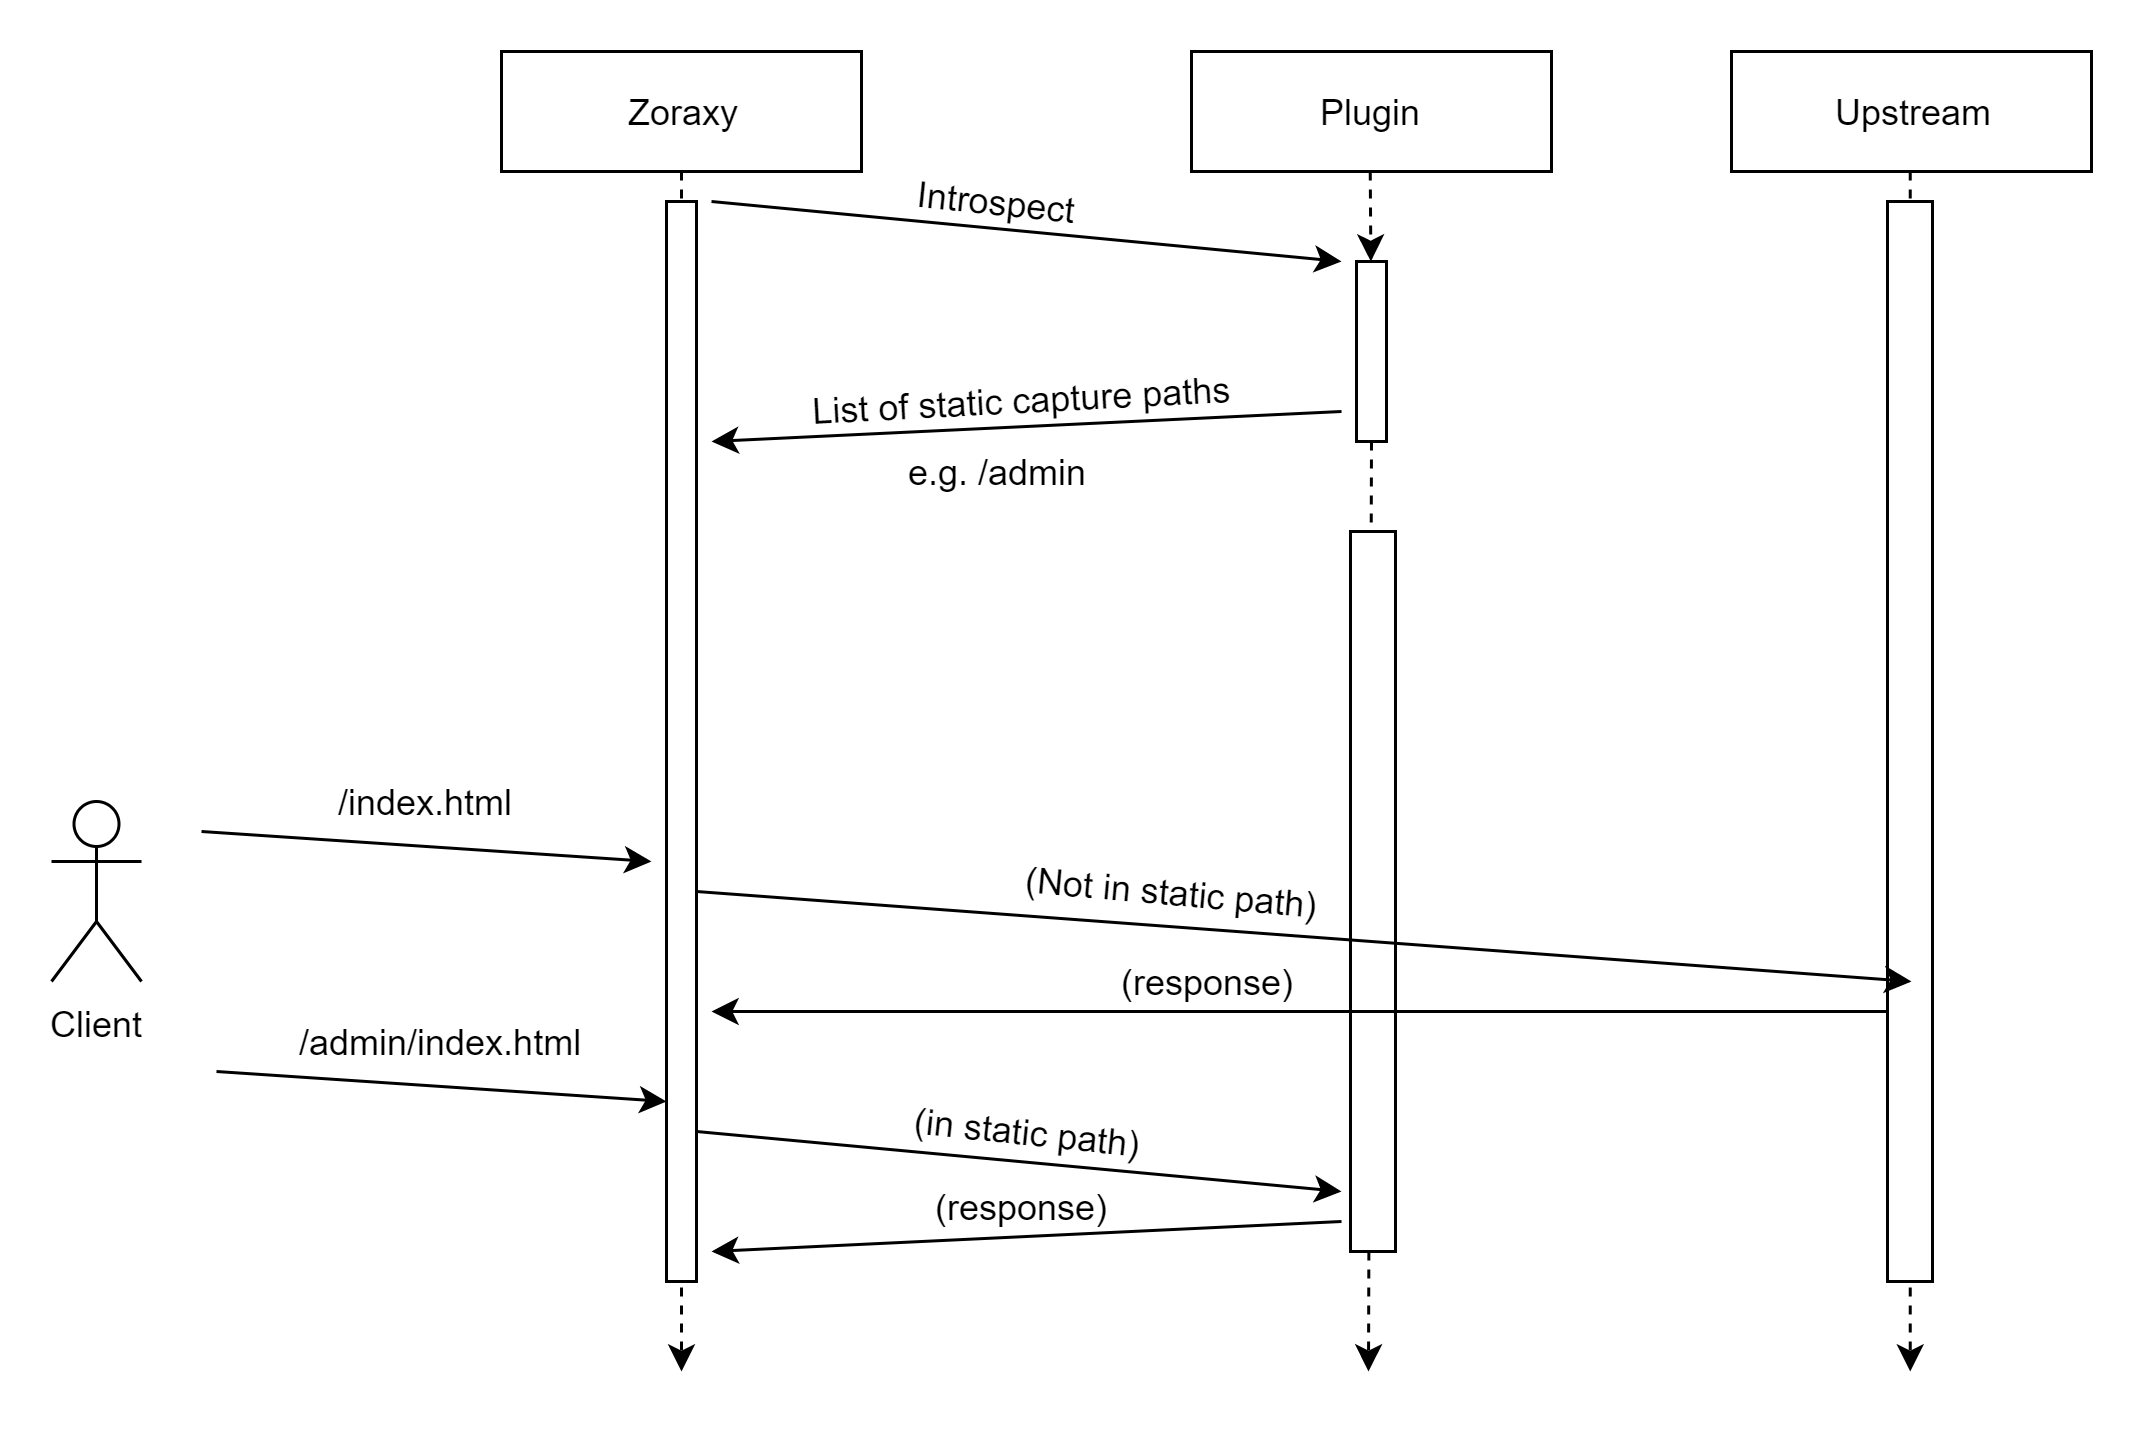 Zoraxy
Plugin
Upstream
Introspect
List of static capture paths
e.g. /admin
/index.html
(Not in static path)
(response)
Client
/admin/index.html
(in static path)
(response)